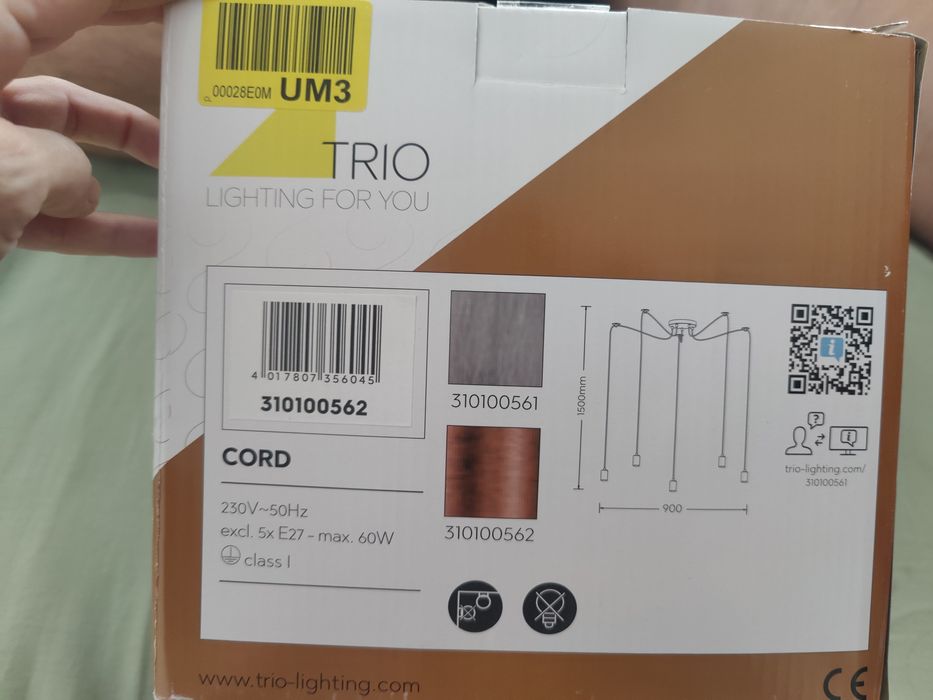 00028E0M UM3
TRIO
LIGHTING FOR YOU
4 017807 356045
310100562
CORD
230V~50Hz
excl. 5x E27 - max. 60W
class I
310100561
310100562
1500mm
900
i
?
i
trio-lighting.com/
310100561
www.trio-lighting.com
CE